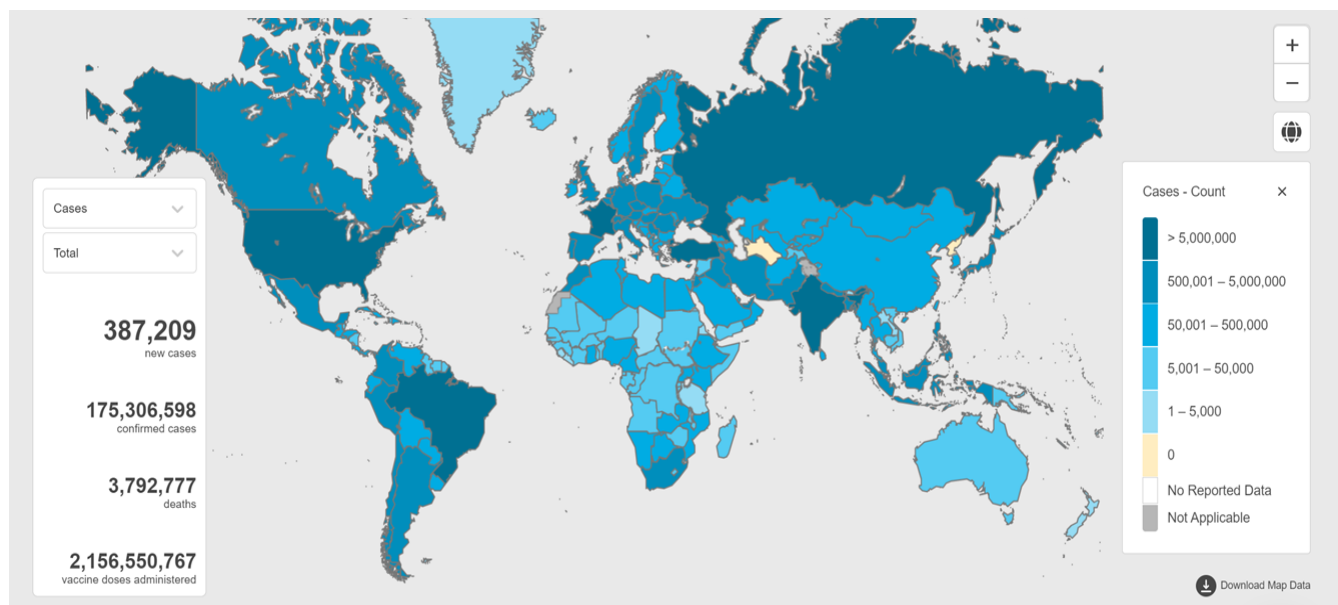 +
−
Cases
Total
387,209
new cases
175,306,598
confirmed cases
3,792,777
deaths
2,156,550,767
vaccine doses administered
Cases - Count ×
> 5,000,000
500,001 – 5,000,000
50,001 – 500,000
5,001 – 50,000
1 – 5,000
0
No Reported Data
Not Applicable
Download Map Data